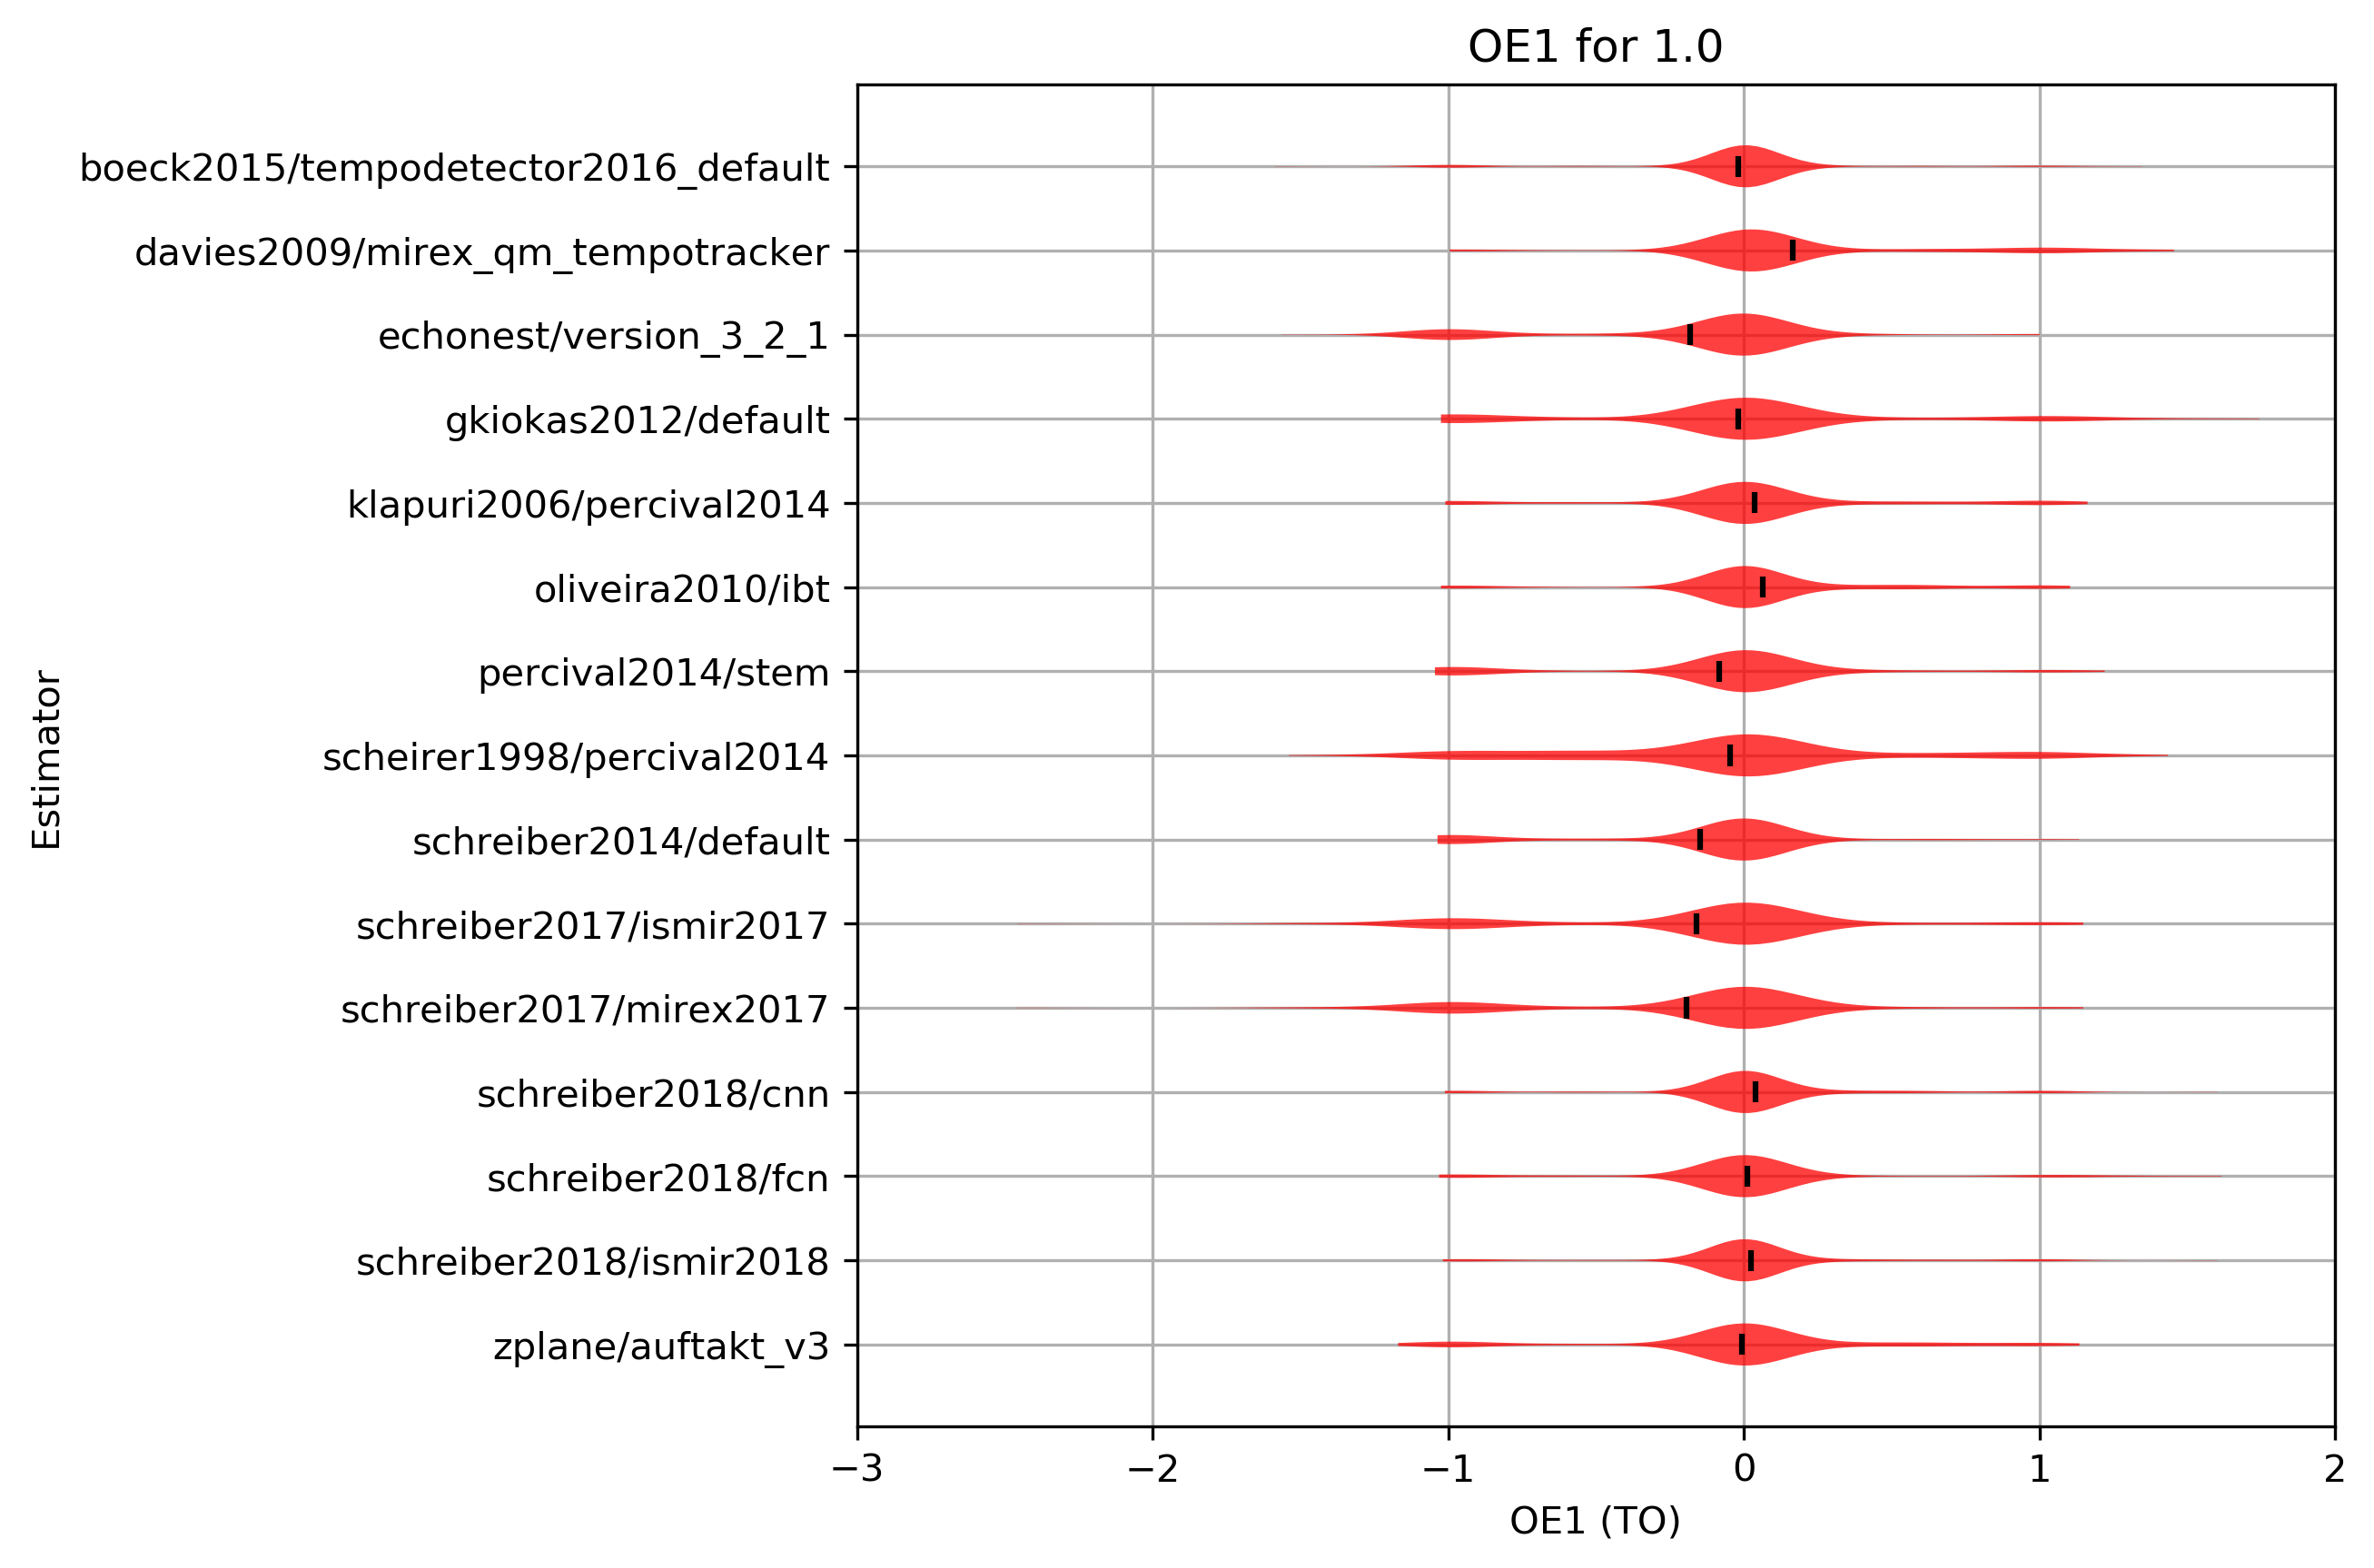 OE1 for 1.0
boeck2015/tempodetector2016_default
davies2009/mirex_qm_tempotracker
echonest/version_3_2_1
gkiokas2012/default
klapuri2006/percival2014
oliveira2010/ibt
percival2014/stem
scheirer1998/percival2014
schreiber2014/default
schreiber2017/ismir2017
schreiber2017/mirex2017
schreiber2018/cnn
schreiber2018/fcn
schreiber2018/ismir2018
zplane/auftakt_v3
Estimator
−3 −2 −1 0 1 2
OE1 (TO)